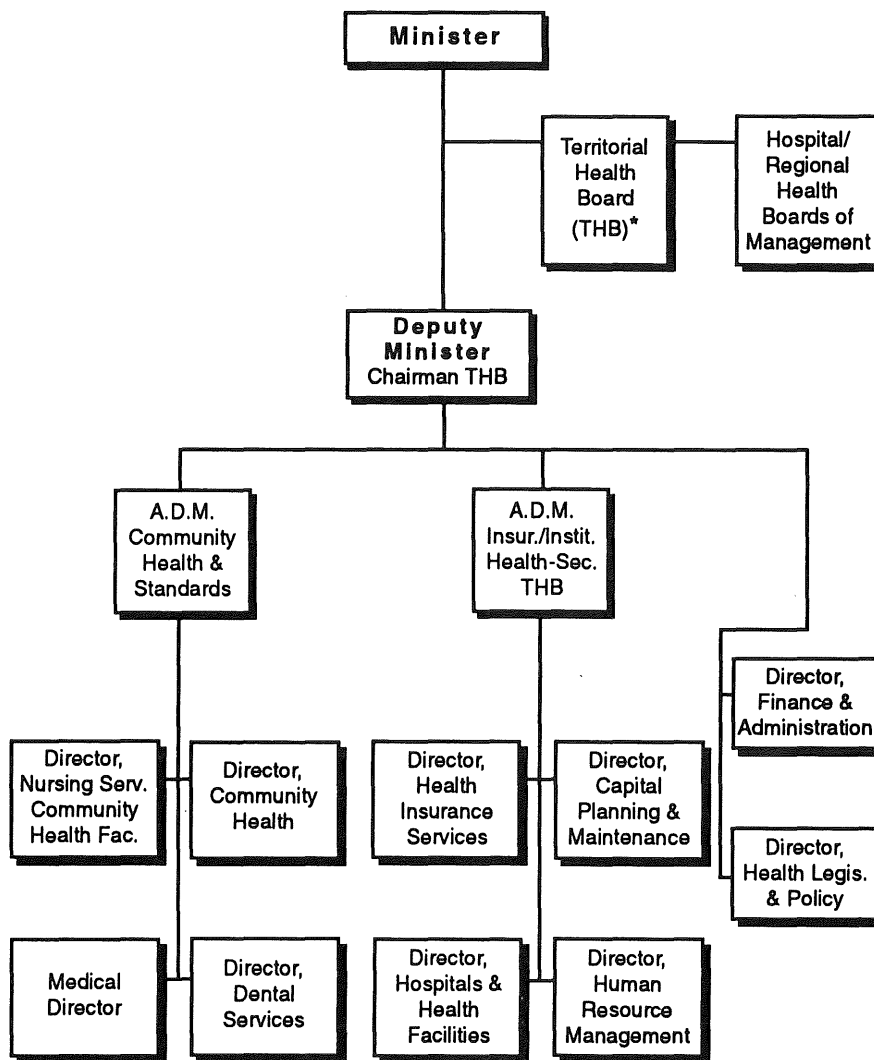 Minister
Territorial
Health
Board
(THB)*
Hospital/
Regional
Health
Boards of
Management
Deputy
Minister
Chairman THB
A.D.M.
Community
Health &
Standards
A.D.M.
Insur./Instit.
Health-Sec.
THB
Director,
Finance &
Administration
Director,
Nursing Serv.
Community
Health Fac.
Director,
Community
Health
Director,
Health
Insurance
Services
Director,
Capital
Planning &
Maintenance
Director,
Health Legis.
& Policy
Medical
Director
Director,
Dental
Services
Director,
Hospitals &
Health
Facilities
Director,
Human
Resource
Management